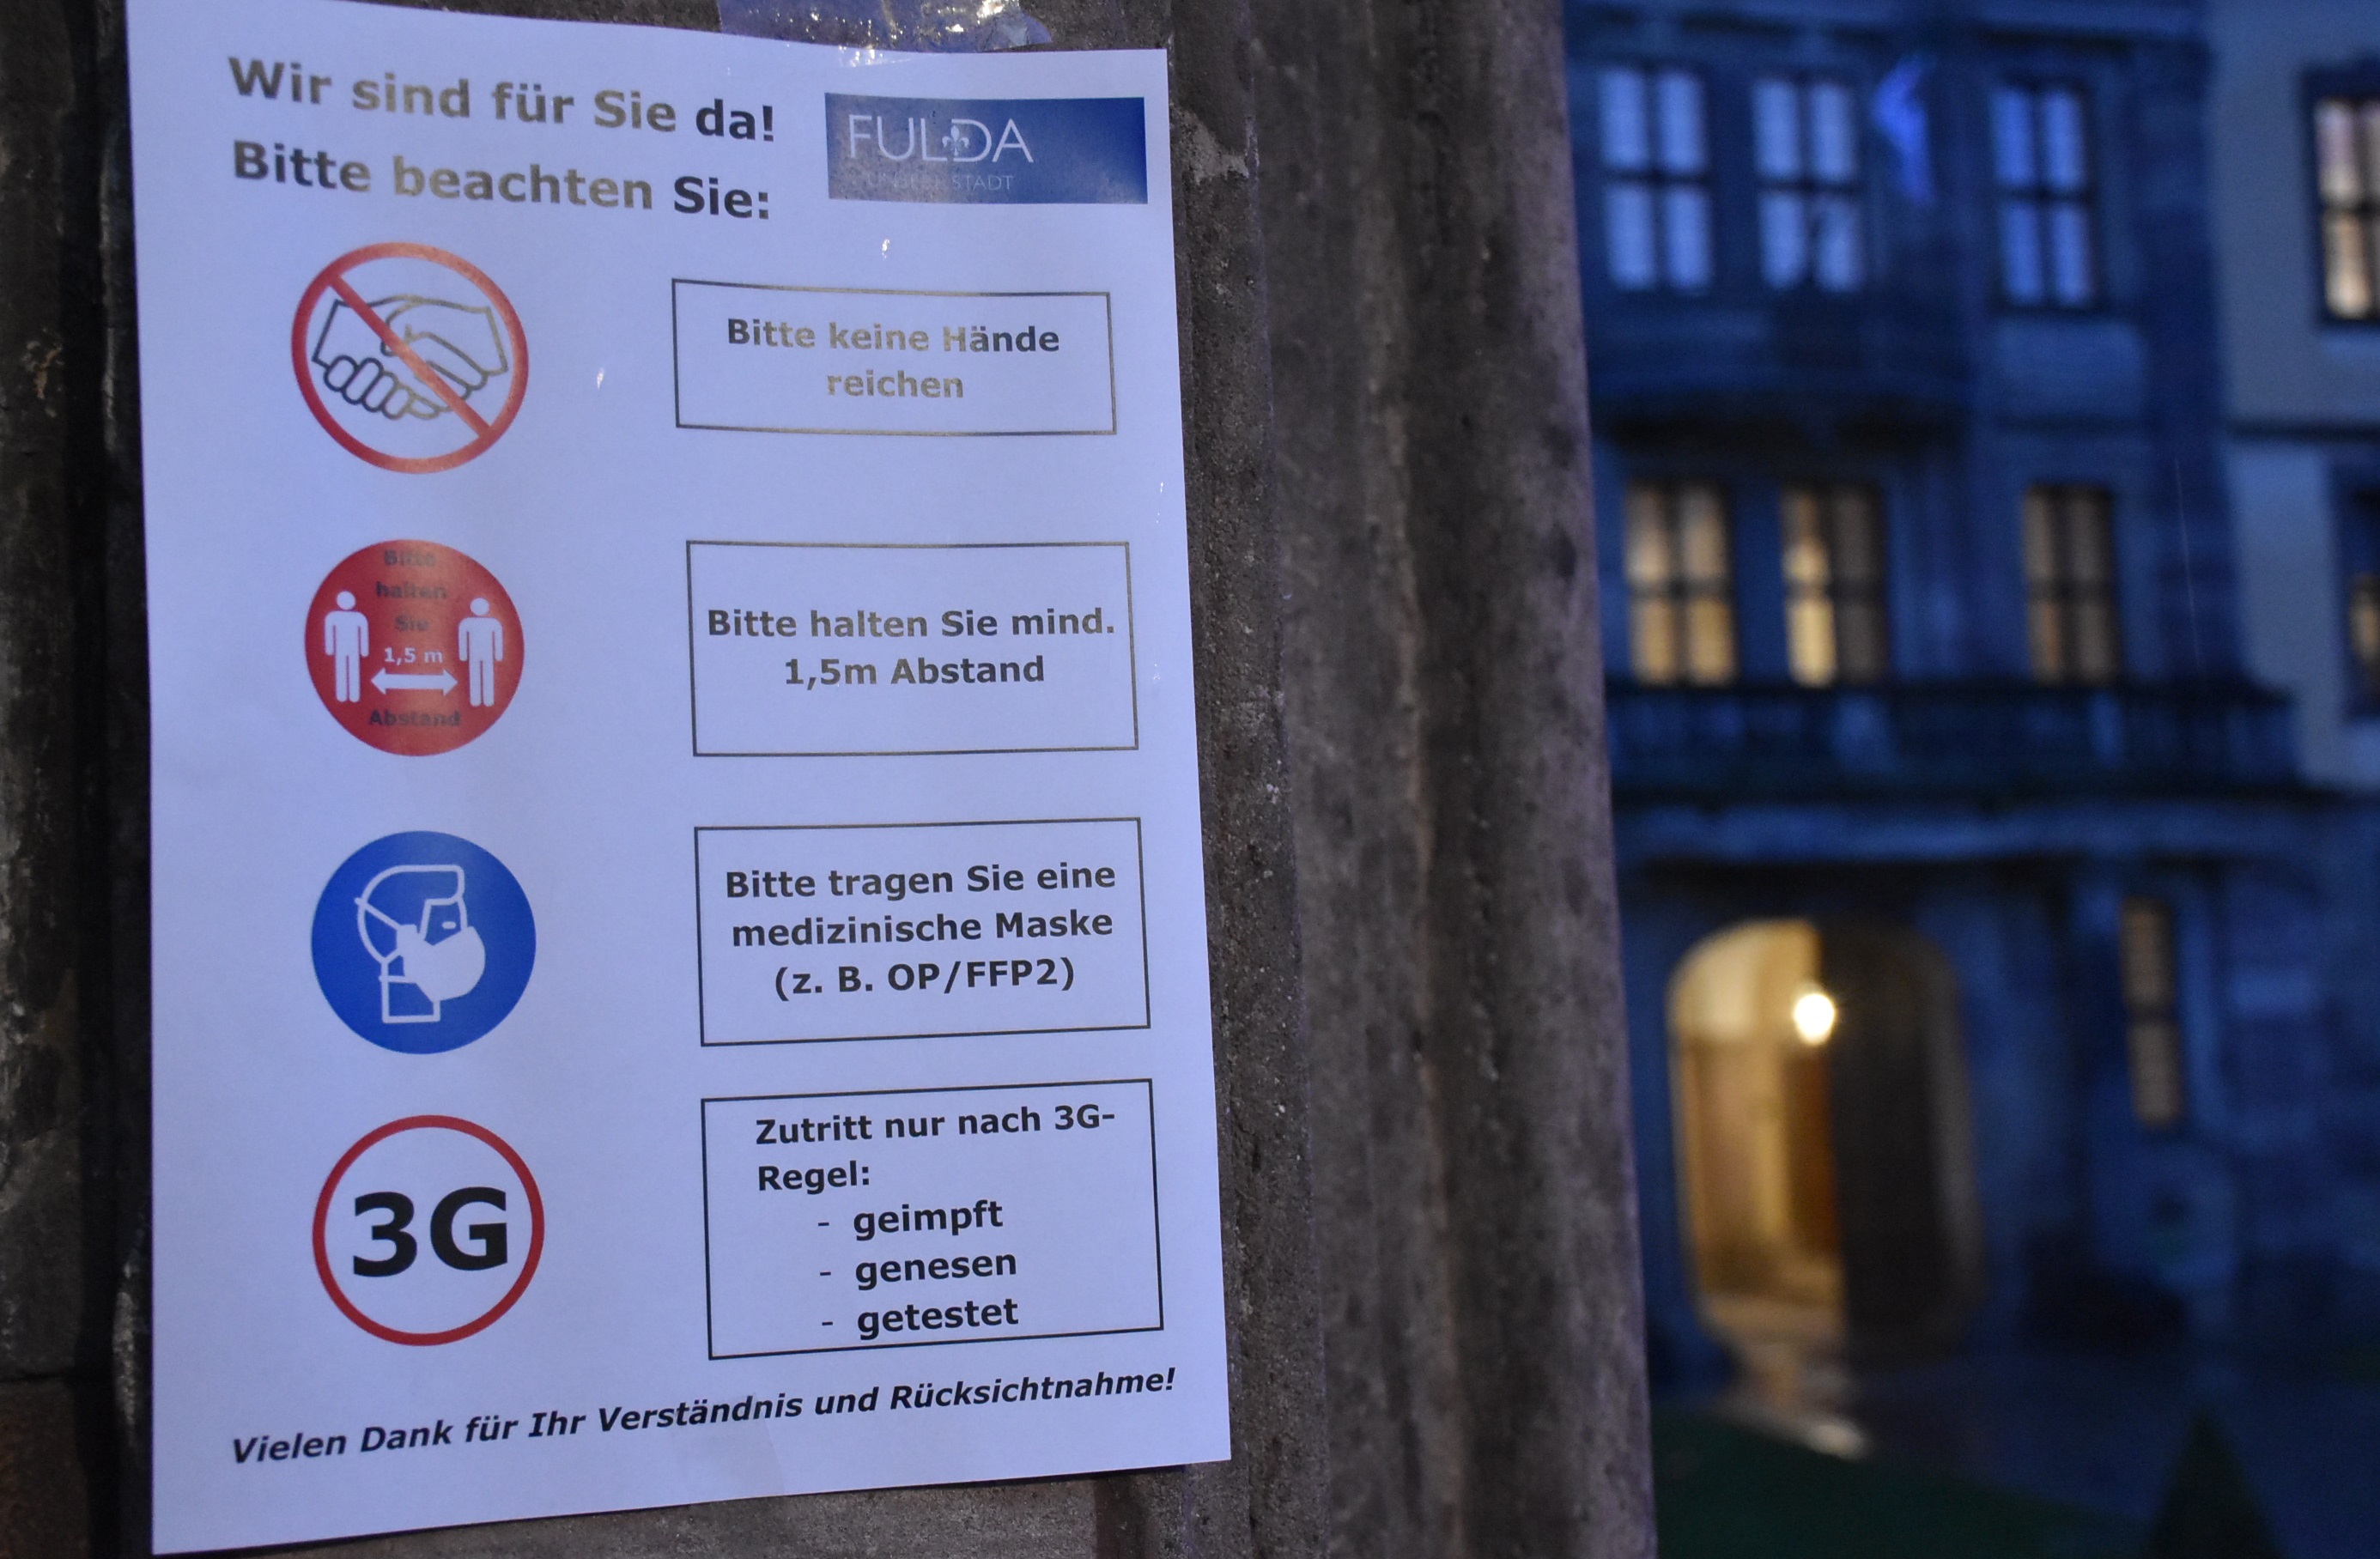 Wir sind für Sie da!
Bitte beachten Sie:
FULDA
UNSERE STADT
Bitte keine Hände
reichen
Bitte
halten
Sie
1,5 m
Abstand
Bitte halten Sie mind.
1,5m Abstand
Bitte tragen Sie eine
medizinische Maske
(z. B. OP/FFP2)
3G
Zutritt nur nach 3G-
Regel:
- geimpft
- genesen
- getestet
Vielen Dank für Ihr Verständnis und Rücksichtnahme!